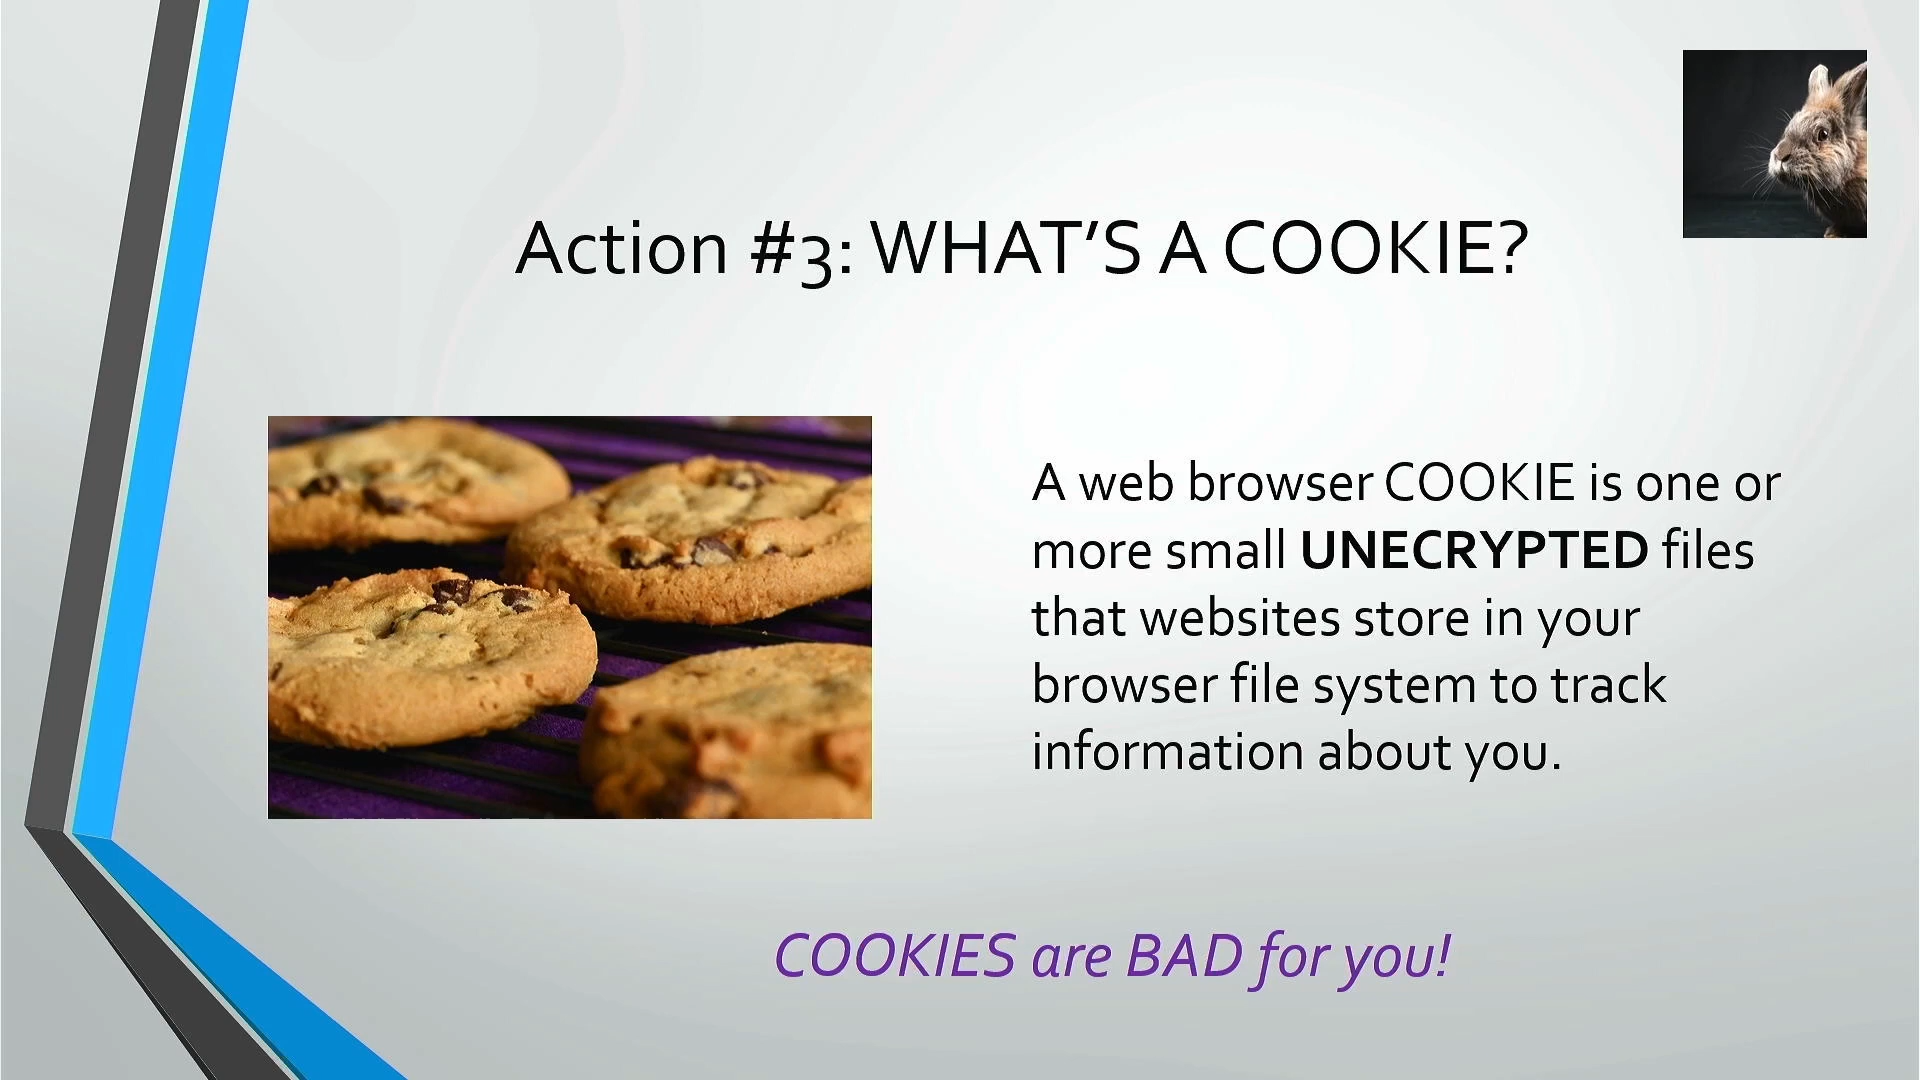 Action #3: WHAT’S A COOKIE?
A web browser COOKIE is one or
more small UNECRYPTED files
that websites store in your
browser file system to track
information about you.
COOKIES are BAD for you!